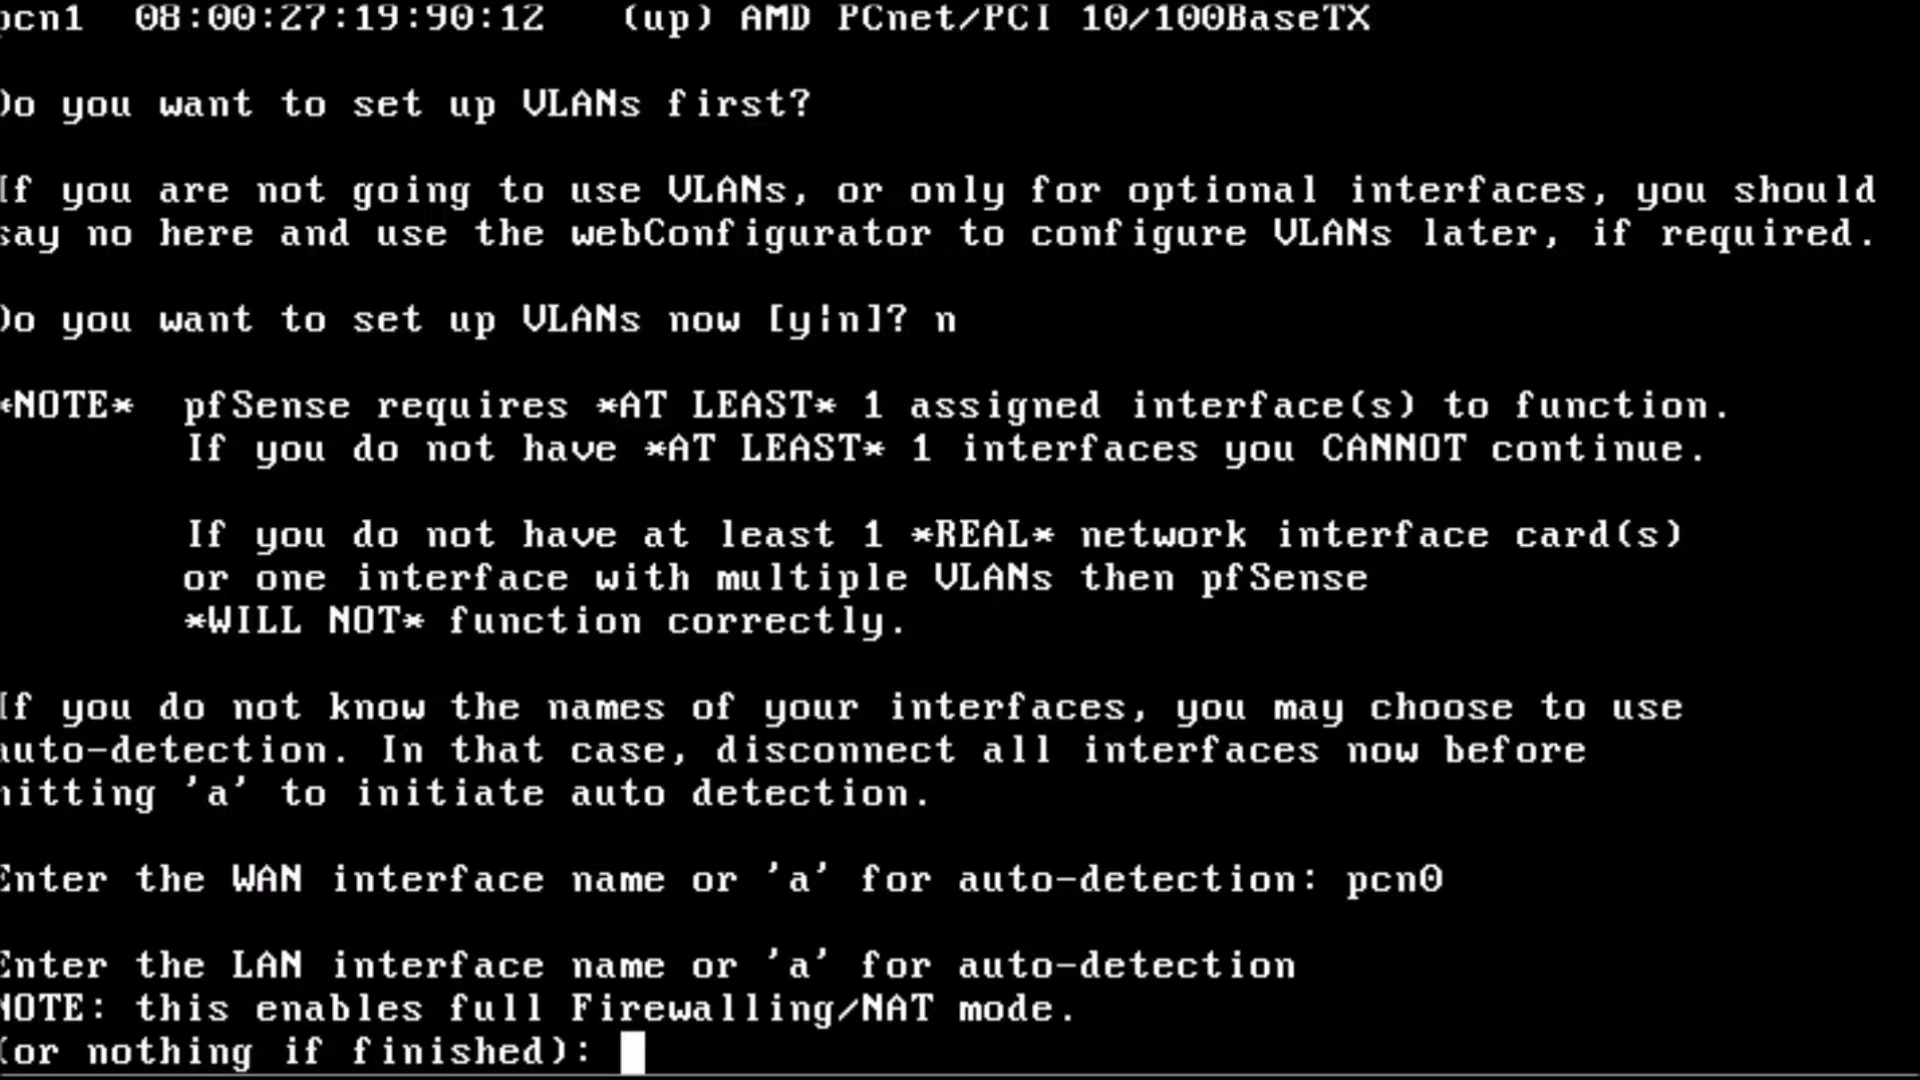 pcn1  08:00:27:19:90:12   (up) AMD PCnet/PCI 10/100BaseTX
Do you want to set up VLANs first?
If you are not going to use VLANs, or only for optional interfaces, you should
say no here and use the webConfigurator to configure VLANs later, if required.
Do you want to set up VLANs now [y|n]? n
*NOTE*  pfSense requires *AT LEAST* 1 assigned interface(s) to function.
If you do not have *AT LEAST* 1 interfaces you CANNOT continue.
If you do not have at least 1 *REAL* network interface card(s)
or one interface with multiple VLANs then pfSense
*WILL NOT* function correctly.
If you do not know the names of your interfaces, you may choose to use
auto-detection. In that case, disconnect all interfaces now before
hitting 'a' to initiate auto detection.
Enter the WAN interface name or 'a' for auto-detection: pcn0
Enter the LAN interface name or 'a' for auto-detection
NOTE: this enables full Firewalling/NAT mode.
(or nothing if finished):